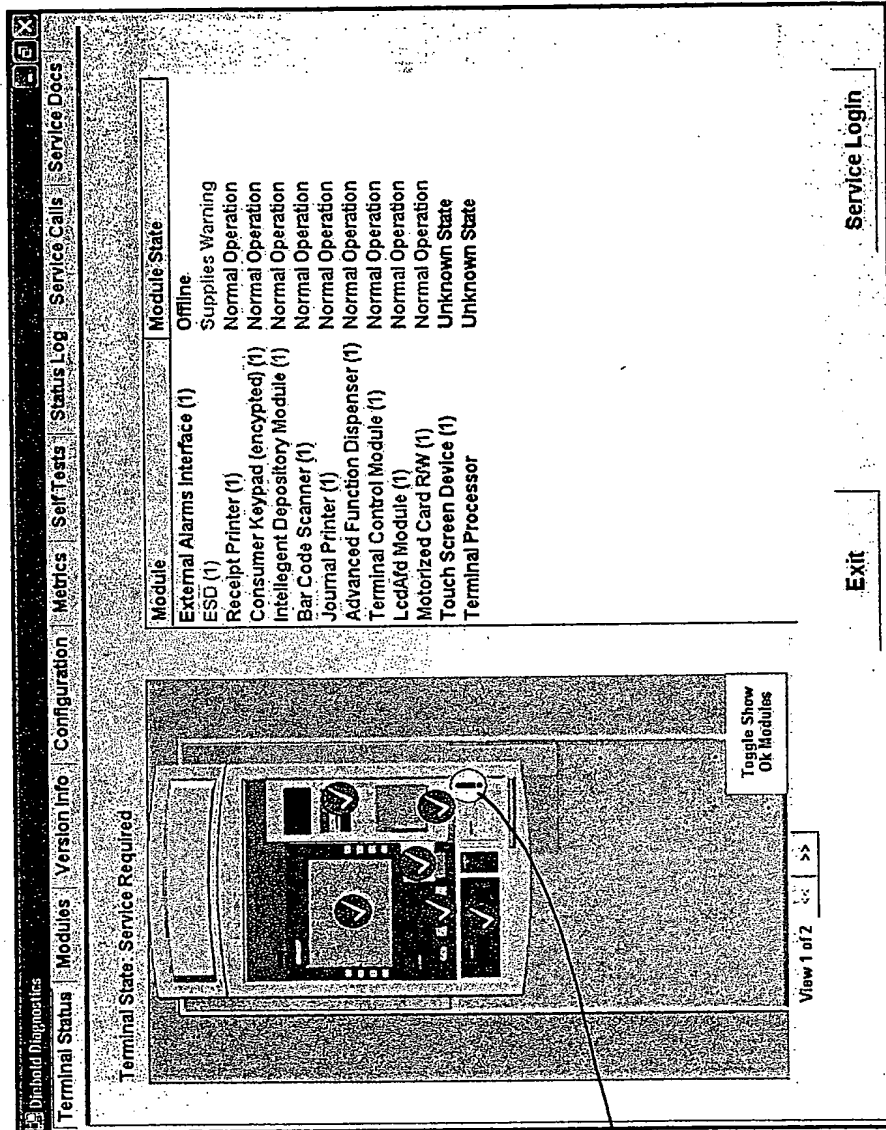 Diebold Diagnostics
Terminal Status Modules Version Info Configuration Metrics Self Tests Status Log Service Calls Service Docs
Terminal State: Service Required
Module Module State
External Alarms Interface (1) Offline
ESD (1) Supplies Warning
Receipt Printer (1) Normal Operation
Consumer Keypad (encypted) (1) Normal Operation
Intellegent Depository Module (1) Normal Operation
Bar Code Scanner (1) Normal Operation
Journal Printer (1) Normal Operation
Advanced Function Dispenser (1) Normal Operation
Terminal Control Module (1) Normal Operation
LcdAfd Module (1) Normal Operation
Motorized Card R/W (1) Normal Operation
Touch Screen Device (1) Unknown State
Terminal Processor Unknown State
Toggle Show
Ok Modules
View 1 of 2 << >>
Exit Service Login